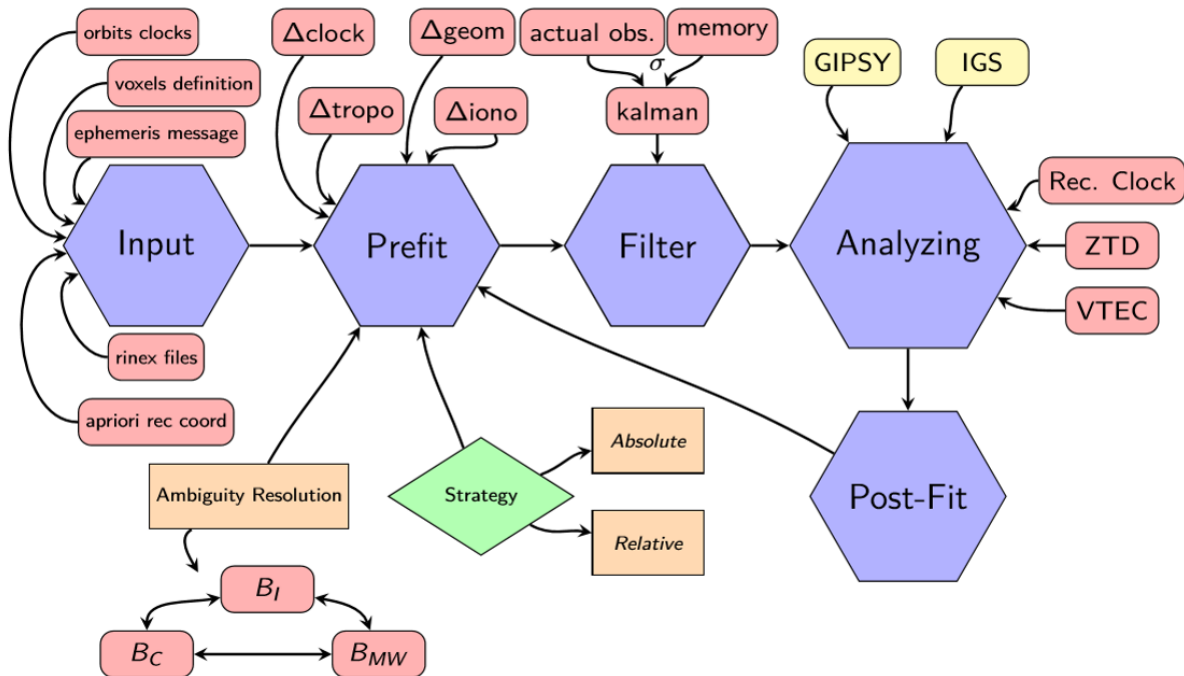 orbits clocks
voxels definition
ephemeris message
Input
rinex files
apriori rec coord
Δclock
Δgeom
Δtropo
Δiono
Prefit
actual obs.
memory
σ
kalman
Filter
GIPSY
IGS
Analyzing
Rec. Clock
ZTD
VTEC
Post-Fit
Ambiguity Resolution
Strategy
Absolute
Relative
B_I
B_C
B_MW